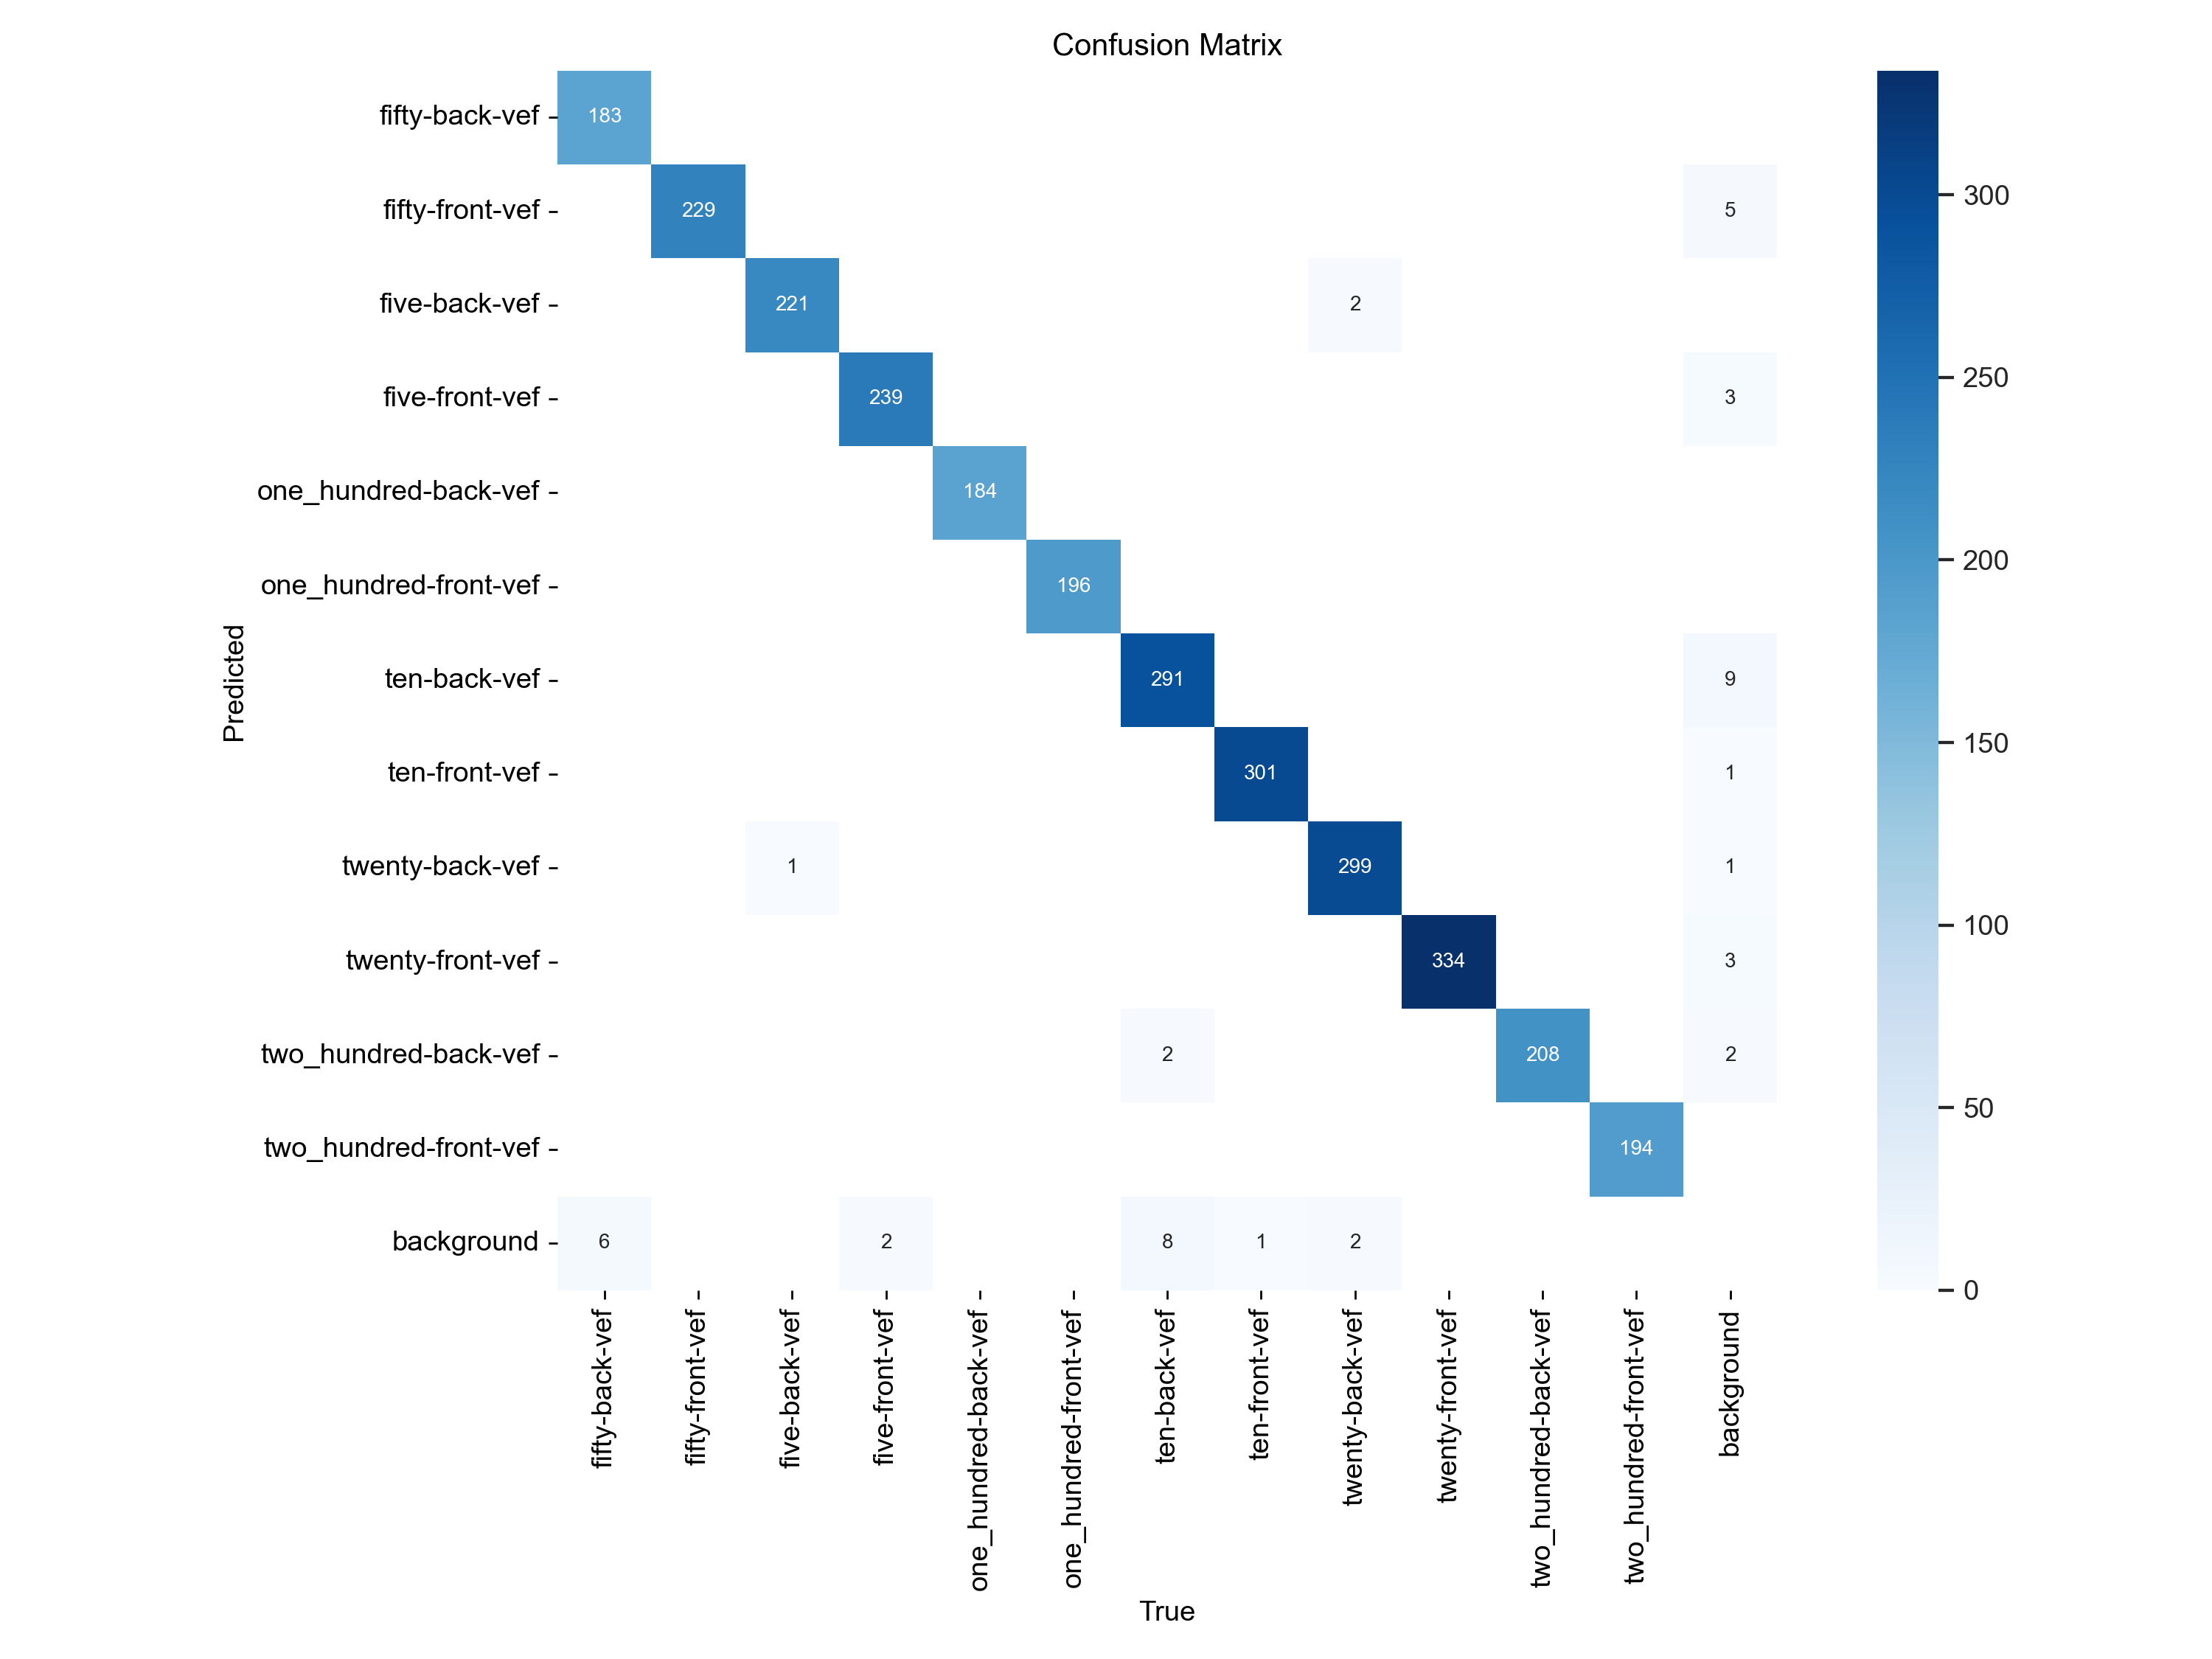 Confusion Matrix
fifty-back-vef 183
fifty-front-vef 229 5
five-back-vef 221 2
five-front-vef 239 3
one_hundred-back-vef 184
one_hundred-front-vef 196
ten-back-vef 291 9
ten-front-vef 301 1
twenty-back-vef 1 299 1
twenty-front-vef 334 3
two_hundred-back-vef 2 208 2
two_hundred-front-vef 194
background 6 2 8 1 2
Predicted
fifty-back-vef
fifty-front-vef
five-back-vef
five-front-vef
one_hundred-back-vef
one_hundred-front-vef
ten-back-vef
ten-front-vef
twenty-back-vef
twenty-front-vef
two_hundred-back-vef
two_hundred-front-vef
background
True
300
250
200
150
100
50
0